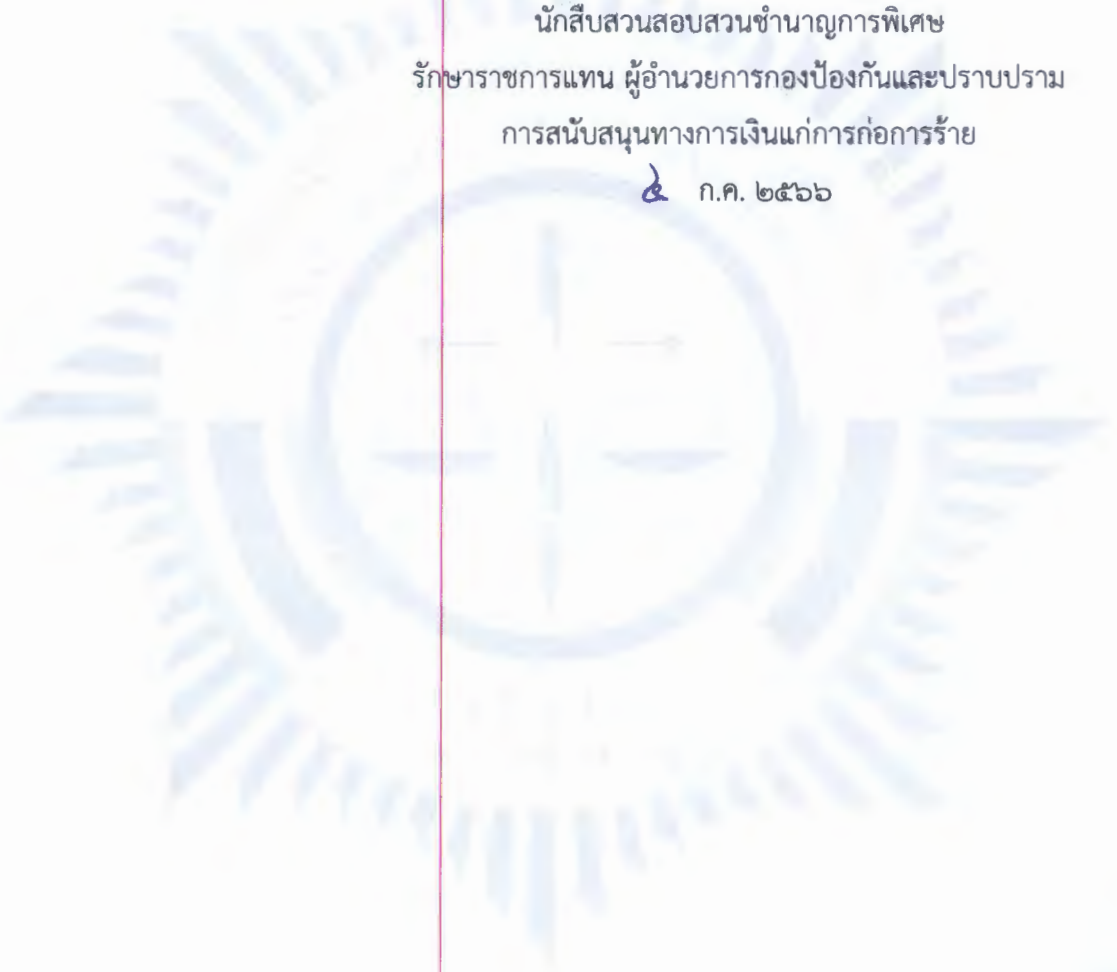 นักสืบสวนสอบสวนชำนาญการพิเศษ
รักษาราชการแทน ผู้อำนวยการกองป้องกันและปราบปราม
การสนับสนุนทางการเงินแก่การก่อการร้าย
ก.ค. ๒๕๖๖